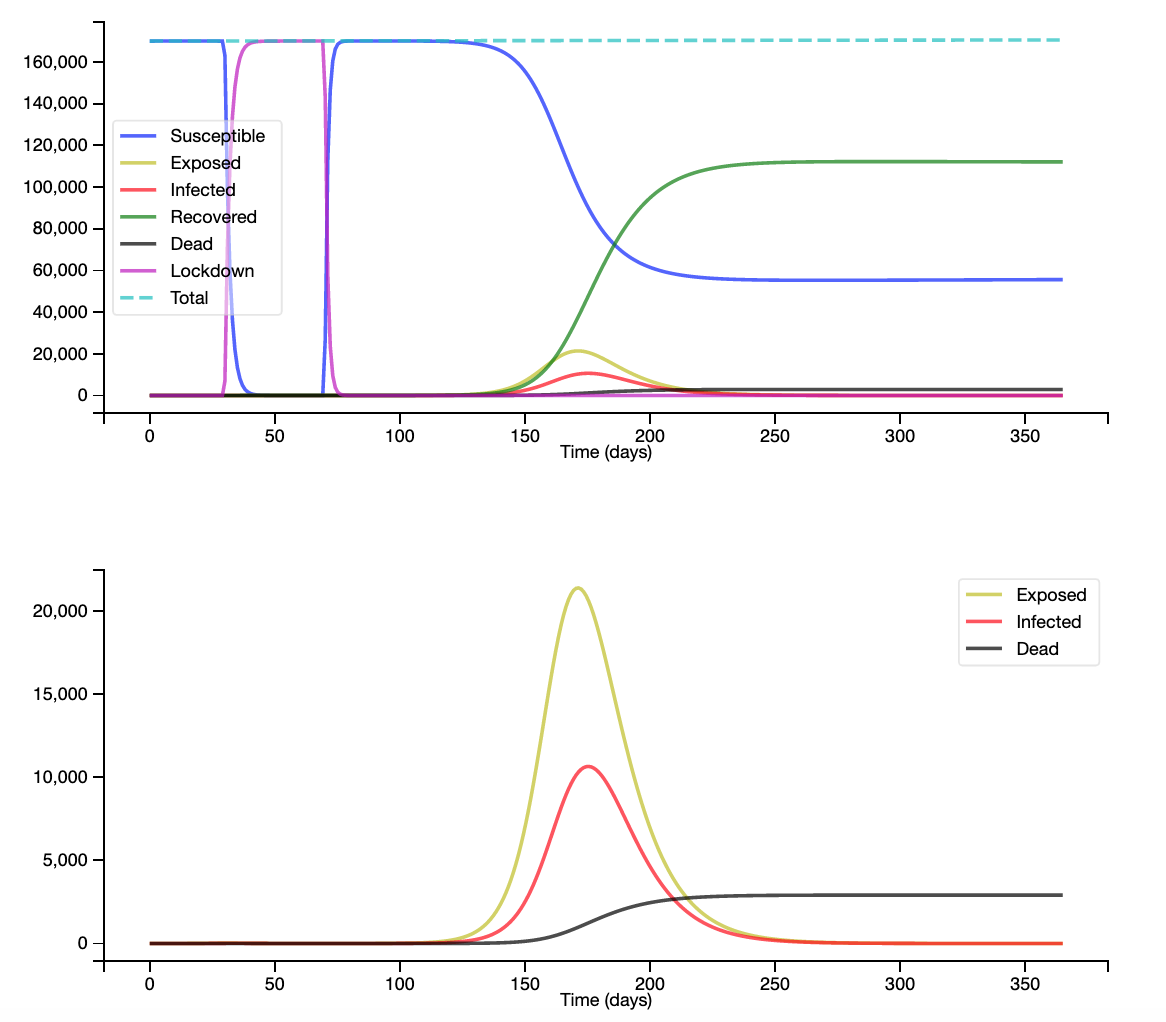 160,000
140,000
120,000
100,000
80,000
60,000
40,000
20,000
0
Susceptible
Exposed
Infected
Recovered
Dead
Lockdown
Total
0 50 100 150 200 250 300 350
Time (days)
20,000
15,000
10,000
5,000
0
Exposed
Infected
Dead
0 50 100 150 200 250 300 350
Time (days)